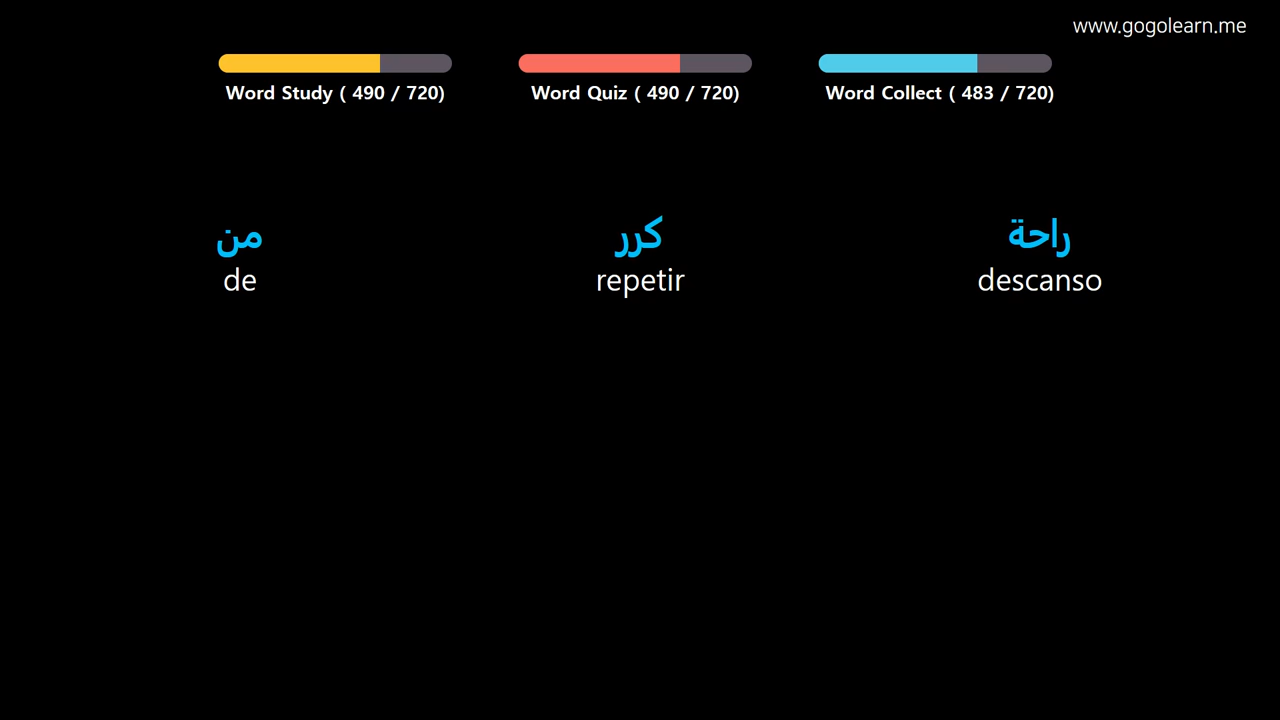 www.gogolearn.me
Word Study ( 490 / 720)
Word Quiz ( 490 / 720)
Word Collect ( 483 / 720)
من
de
كرر
repetir
راحة
descanso